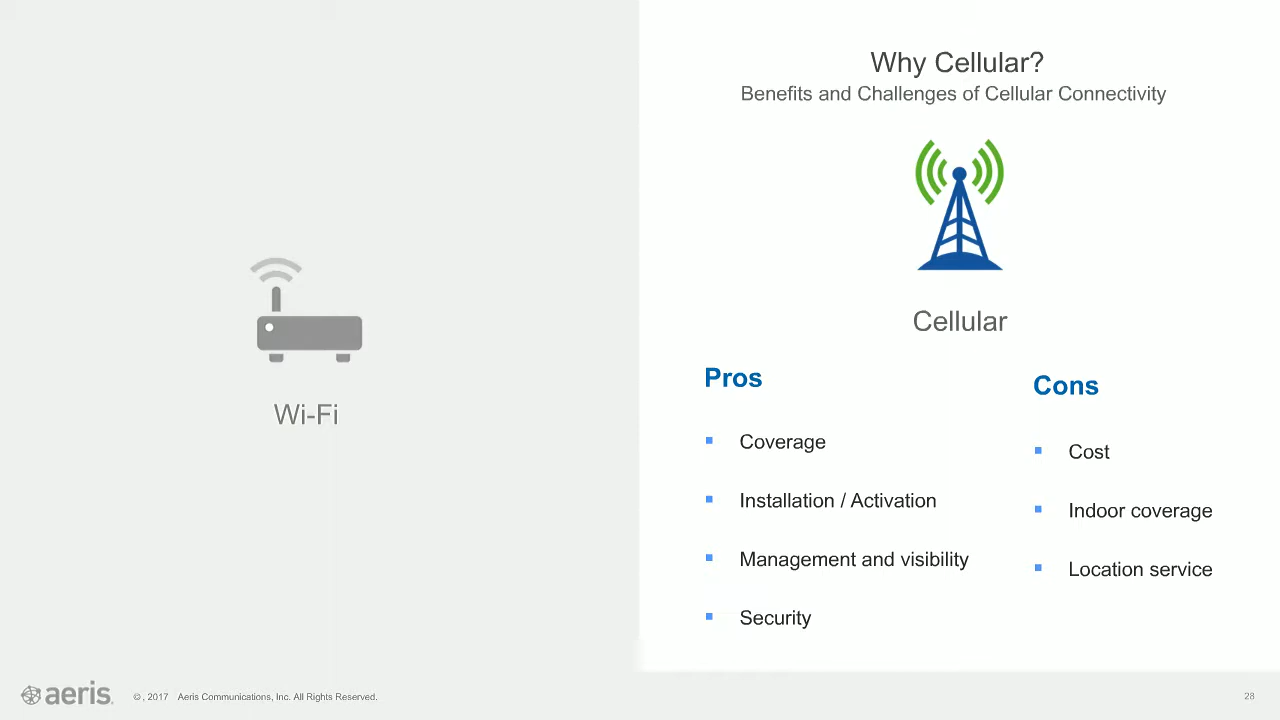 Why Cellular?
Benefits and Challenges of Cellular Connectivity
Wi-Fi
Cellular
Pros
Coverage
Installation / Activation
Management and visibility
Security
Cons
Cost
Indoor coverage
Location service
aeris.
© , 2017 Aeris Communications, Inc. All Rights Reserved.
28